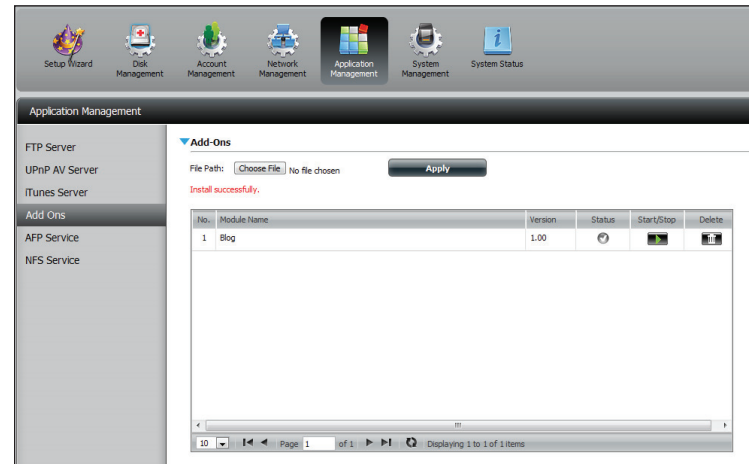 Setup Wizard
Disk Management
Account Management
Network Management
Application Management
System Management
System Status
Application Management
FTP Server
UPnP AV Server
iTunes Server
Add Ons
AFP Service
NFS Service
Add-Ons
File Path: Choose File No file chosen Apply
Install successfully.
No. Module Name Version Status Start/Stop Delete
1 Blog 1.00
10 Page 1 of 1 Displaying 1 to 1 of 1 items